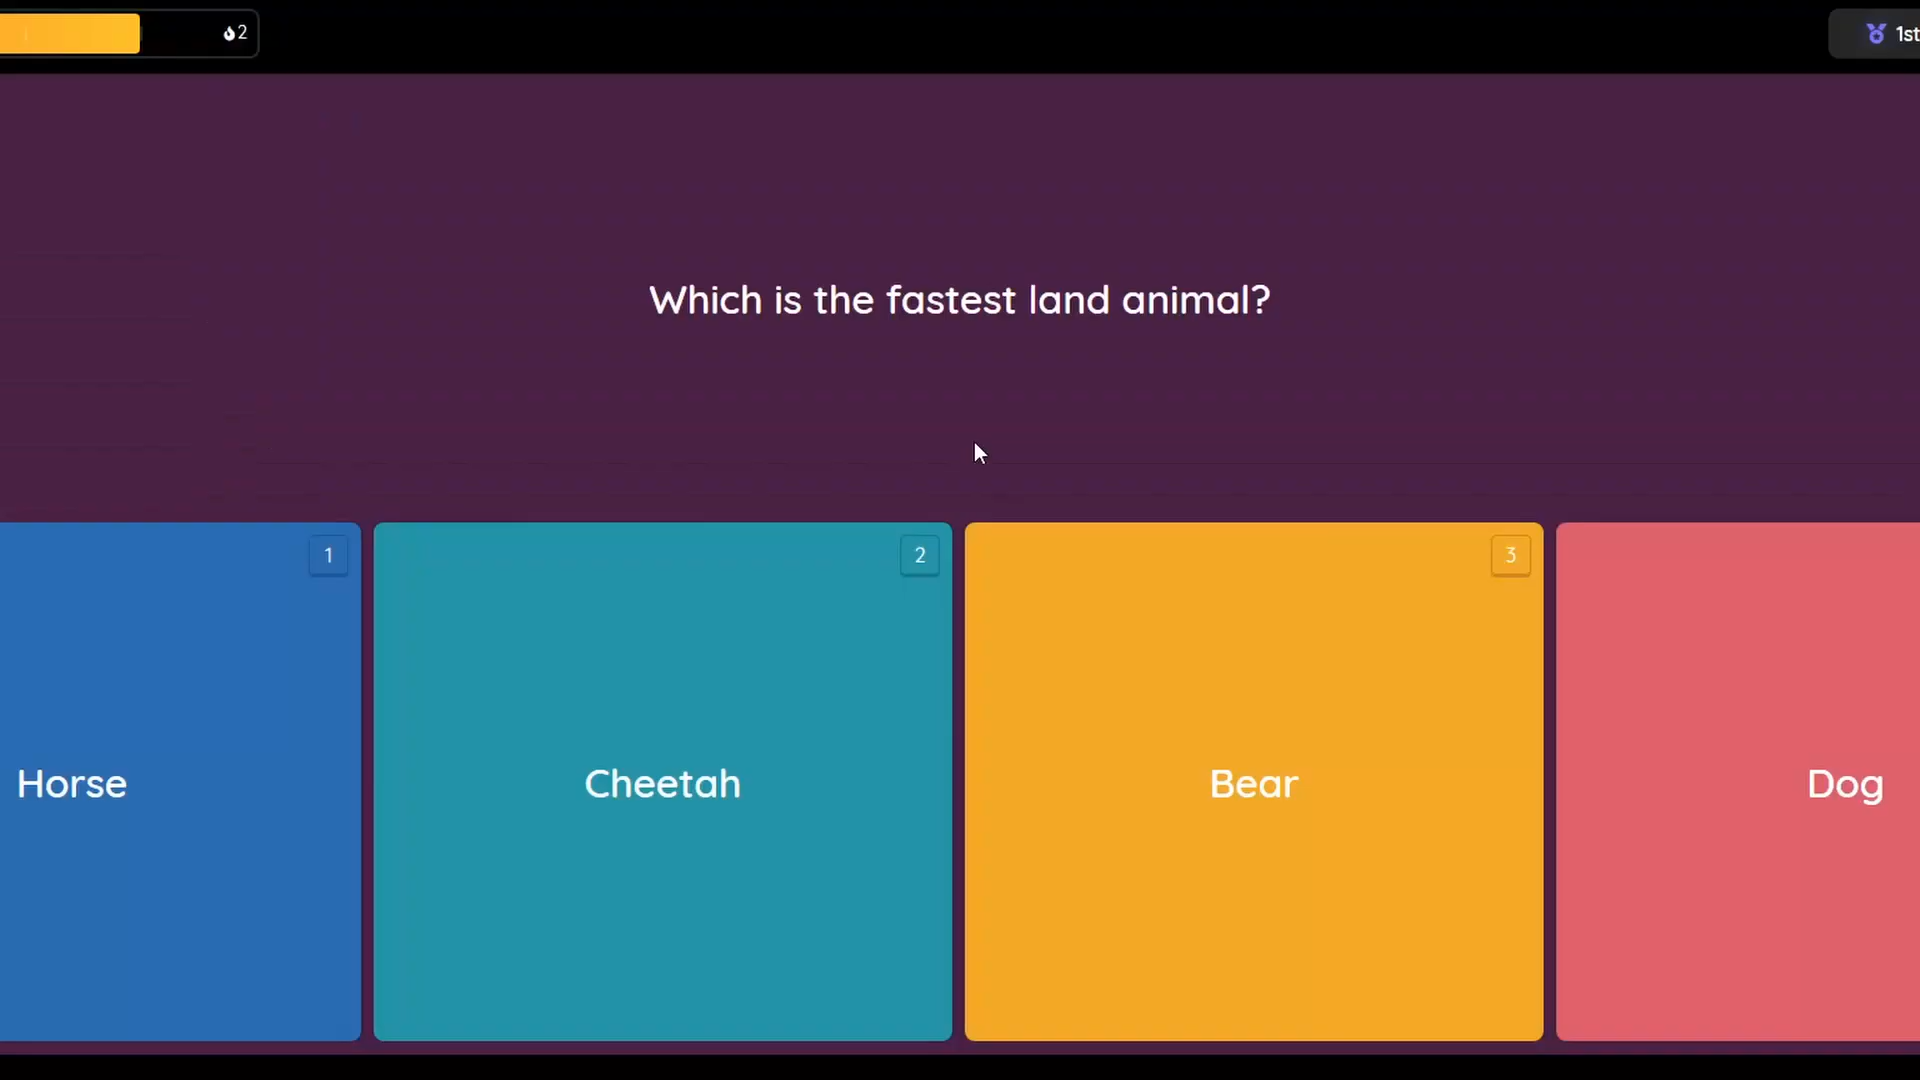 2
1st
Which is the fastest land animal?
1
2
3
Horse
Cheetah
Bear
Dog